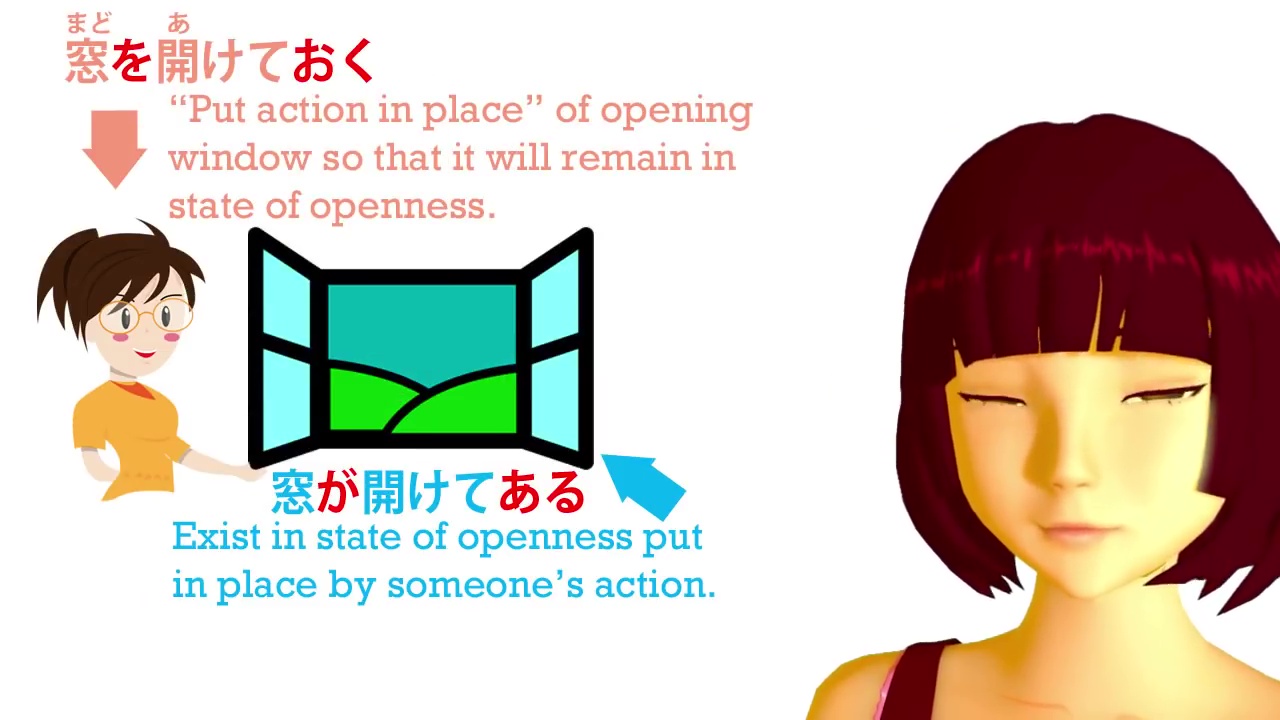 まど あ
窓を開けておく
“Put action in place” of opening
window so that it will remain in
state of openness.
窓が開けてある
Exist in state of openness put
in place by someone’s action.